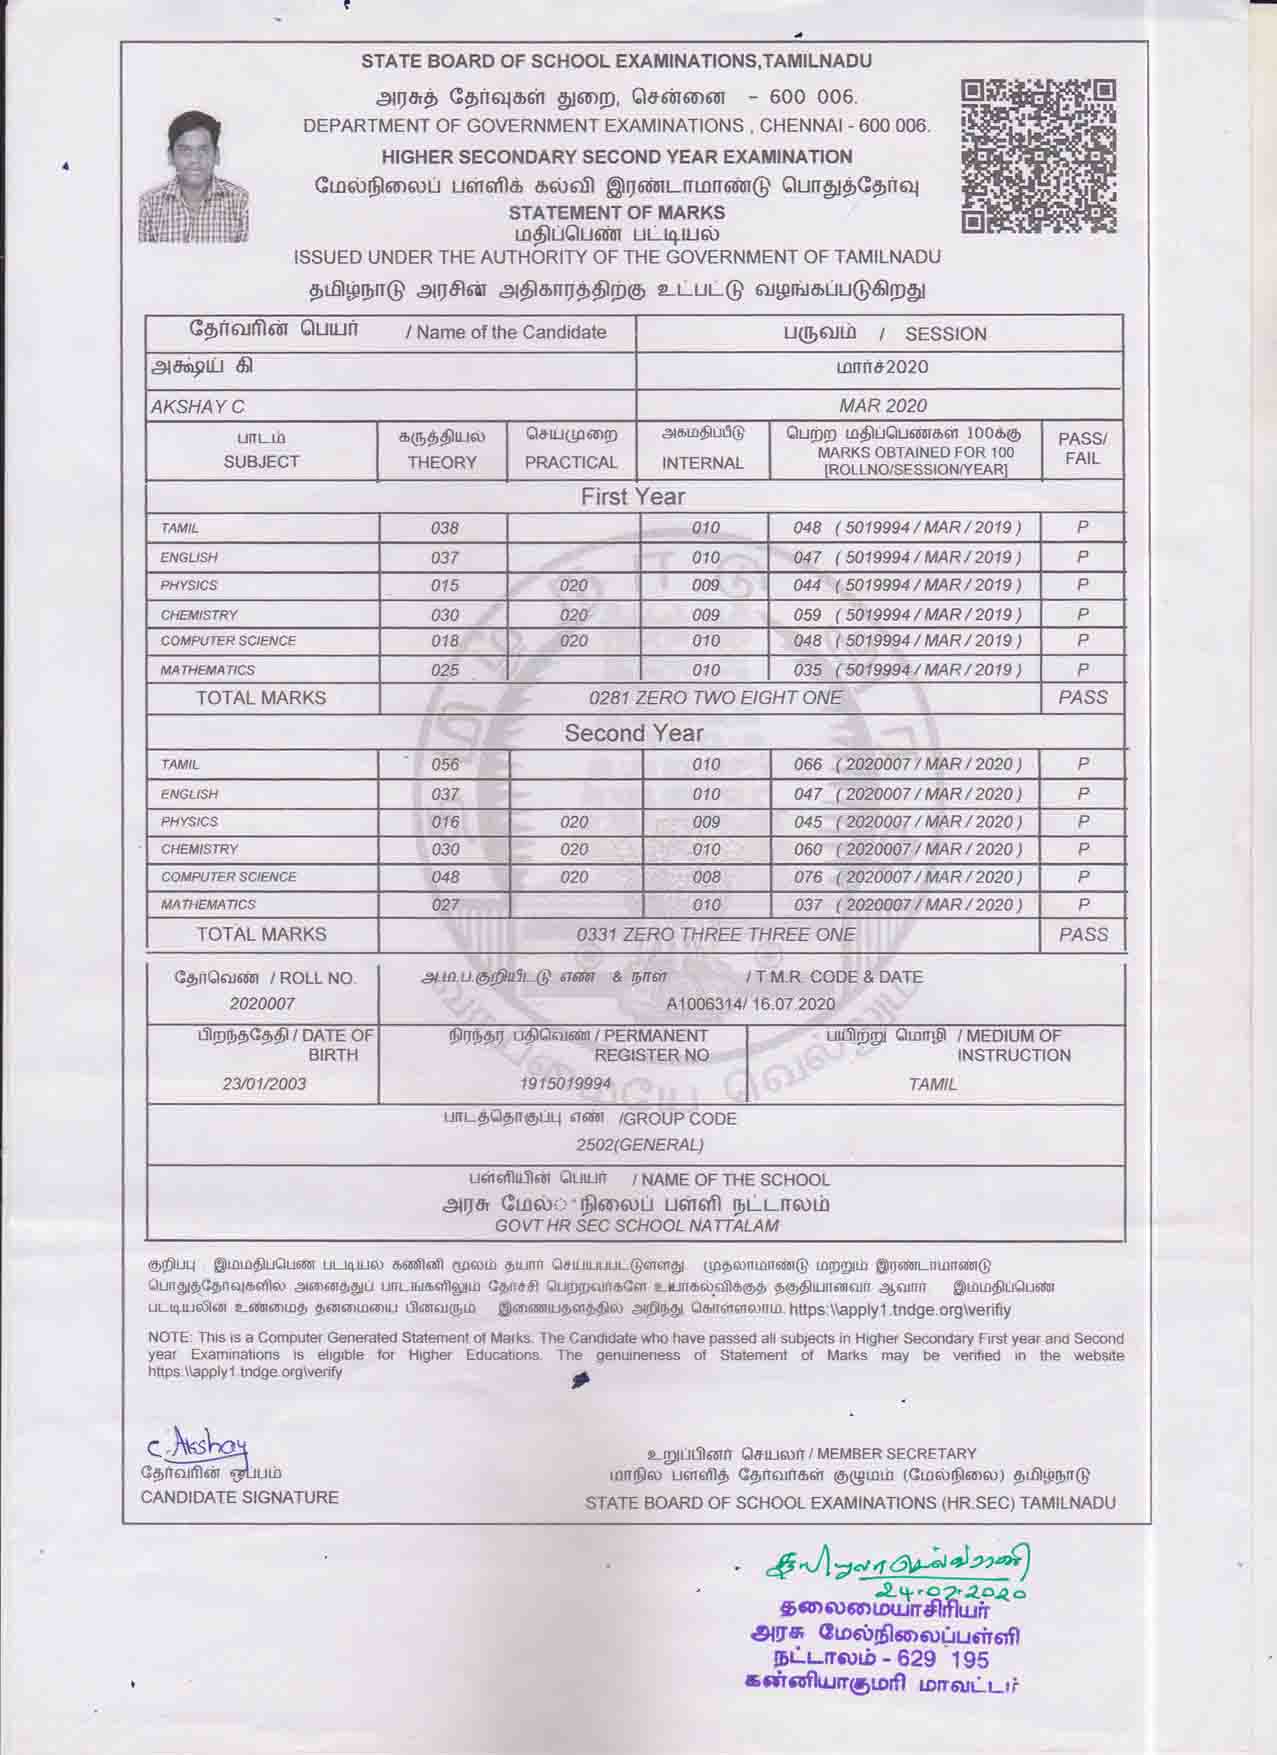 STATE BOARD OF SCHOOL EXAMINATIONS,TAMILNADU
அரசுத் தேர்வுகள் துறை, சென்னை - 600 006.
DEPARTMENT OF GOVERNMENT EXAMINATIONS , CHENNAI - 600 006.
HIGHER SECONDARY SECOND YEAR EXAMINATION
மேல்நிலைப் பள்ளிக் கல்வி இரண்டாமாண்டு பொதுத்தேர்வு
STATEMENT OF MARKS
மதிப்பெண் பட்டியல்
ISSUED UNDER THE AUTHORITY OF THE GOVERNMENT OF TAMILNADU
தமிழ்நாடு அரசின் அதிகாரத்திற்கு உட்பட்டு வழங்கப்படுகிறது
தேர்வரின் பெயர் / Name of the Candidate பருவம் / SESSION
அக்ஷய் கி மார்ச்2020
AKSHAY C MAR 2020
பாடம் கருத்தியல் செய்முறை அகமதிப்பீடு பெற்ற மதிப்பெண்கள் 100க்கு PASS/
SUBJECT THEORY PRACTICAL INTERNAL MARKS OBTAINED FOR 100 FAIL
[ROLLNO/SESSION/YEAR]
First Year
TAMIL 038 010 048 ( 5019994 / MAR / 2019 ) P
ENGLISH 037 010 047 ( 5019994 / MAR / 2019 ) P
PHYSICS 015 020 009 044 ( 5019994 / MAR / 2019 ) P
CHEMISTRY 030 020 009 059 ( 5019994 / MAR / 2019 ) P
COMPUTER SCIENCE 018 020 010 048 ( 5019994 / MAR / 2019 ) P
MATHEMATICS 025 010 035 ( 5019994 / MAR / 2019 ) P
TOTAL MARKS 0281 ZERO TWO EIGHT ONE PASS
Second Year
TAMIL 056 010 066 ( 2020007 / MAR / 2020 ) P
ENGLISH 037 010 047 ( 2020007 / MAR / 2020 ) P
PHYSICS 016 020 009 045 ( 2020007 / MAR / 2020 ) P
CHEMISTRY 030 020 010 060 ( 2020007 / MAR / 2020 ) P
COMPUTER SCIENCE 048 020 008 076 ( 2020007 / MAR / 2020 ) P
MATHEMATICS 027 010 037 ( 2020007 / MAR / 2020 ) P
TOTAL MARKS 0331 ZERO THREE THREE ONE PASS
தேர்வெண் / ROLL NO. அ.ம.ப.குறியீட்டு எண் & நாள் / T.M.R. CODE & DATE
2020007 A1006314/ 16.07.2020
பிறந்ததேதி / DATE OF நிரந்தர பதிவெண் / PERMANENT பயிற்று மொழி / MEDIUM OF
BIRTH REGISTER NO INSTRUCTION
23/01/2003 1915019994 TAMIL
பாடத்தொகுப்பு எண் /GROUP CODE
2502(GENERAL)
பள்ளியின் பெயர் / NAME OF THE SCHOOL
அரசு மேல்நிலைப் பள்ளி நட்டாலம்
GOVT HR SEC SCHOOL NATTALAM
குறிப்பு : இம்மதிப்பெண் பட்டியல் கணினி மூலம் தயார் செய்யப்பட்டுள்ளது. முதலாமாண்டு மற்றும் இரண்டாமாண்டு
பொதுத்தேர்வுகளில் அனைத்துப் பாடங்களிலும் தேர்ச்சி பெற்றவர்களே உயர்கல்விக்குத் தகுதியானவர் ஆவார். இம்மதிப்பெண்
பட்டியலின் உண்மைத் தன்மையை பின்வரும் இணையதளத்தில் அறிந்து கொள்ளலாம். https:\\apply1.tndge.org\verifiy
NOTE: This is a Computer Generated Statement of Marks. The Candidate who have passed all subjects in Higher Secondary First year and Second
year Examinations is eligible for Higher Educations. The genuineness of Statement of Marks may be verified in the website
https:\\apply1.tndge.org\verify
C. Akshay
தேர்வரின் ஒப்பம்
CANDIDATE SIGNATURE
உறுப்பினர் செயலர் / MEMBER SECRETARY
மாநில பள்ளித் தேர்வர்கள் குழுமம் (மேல்நிலை) தமிழ்நாடு
STATE BOARD OF SCHOOL EXAMINATIONS (HR.SEC) TAMILNADU
24.07.2020
தலைமையாசிரியர்
அரசு மேல்நிலைப்பள்ளி
நட்டாலம் - 629 195
கன்னியாகுமரி மாவட்டம்